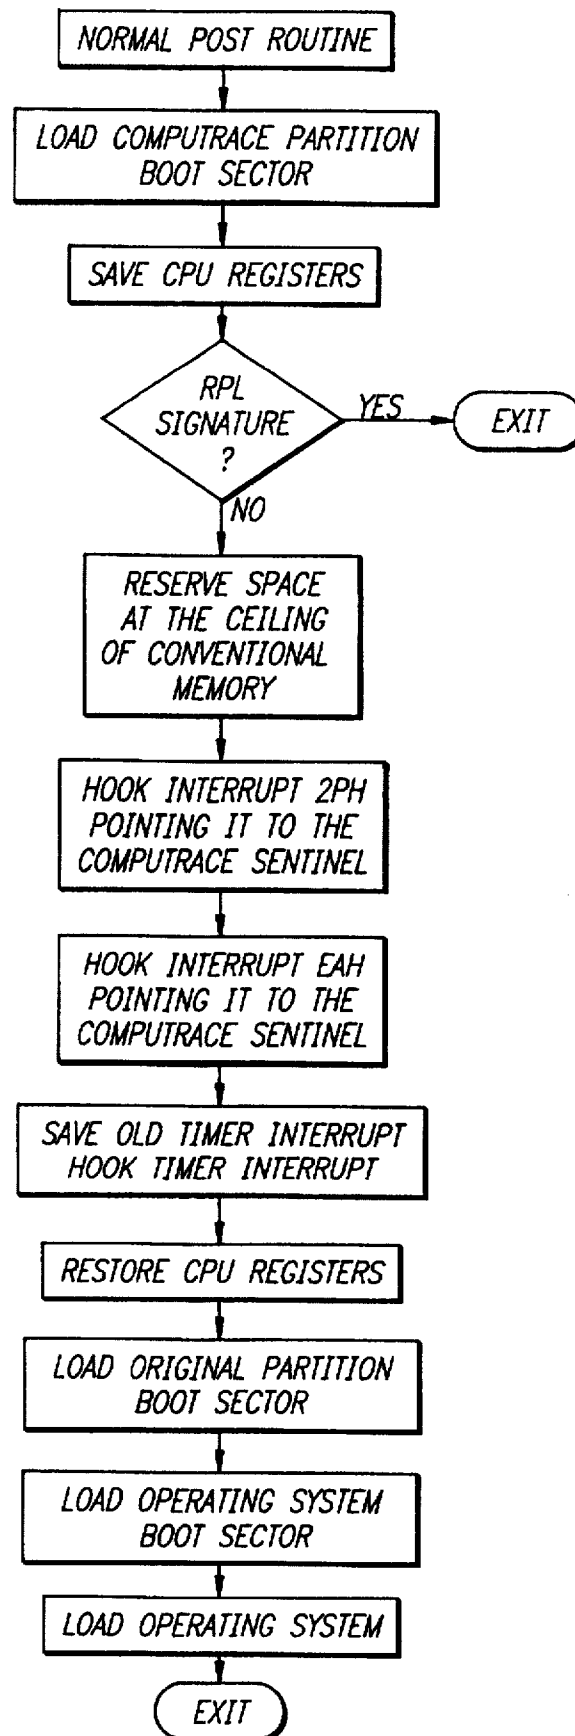 NORMAL POST ROUTINE
LOAD COMPUTRACE PARTITION
BOOT SECTOR
SAVE CPU REGISTERS
RPL
SIGNATURE
?
YES
EXIT
NO
RESERVE SPACE
AT THE CEILING
OF CONVENTIONAL
MEMORY
HOOK INTERRUPT 2PH
POINTING IT TO THE
COMPUTRACE SENTINEL
HOOK INTERRUPT EAH
POINTING IT TO THE
COMPUTRACE SENTINEL
SAVE OLD TIMER INTERRUPT
HOOK TIMER INTERRUPT
RESTORE CPU REGISTERS
LOAD ORIGINAL PARTITION
BOOT SECTOR
LOAD OPERATING SYSTEM
BOOT SECTOR
LOAD OPERATING SYSTEM
EXIT